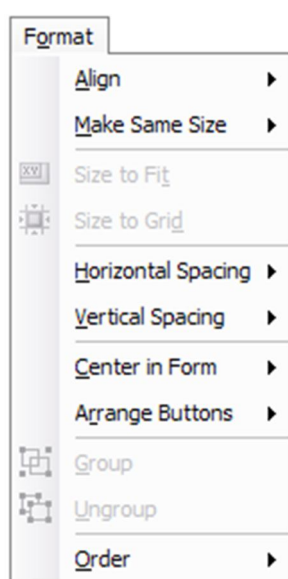 Format
Align
Make Same Size
Size to Fit
Size to Grid
Horizontal Spacing
Vertical Spacing
Center in Form
Arrange Buttons
Group
Ungroup
Order